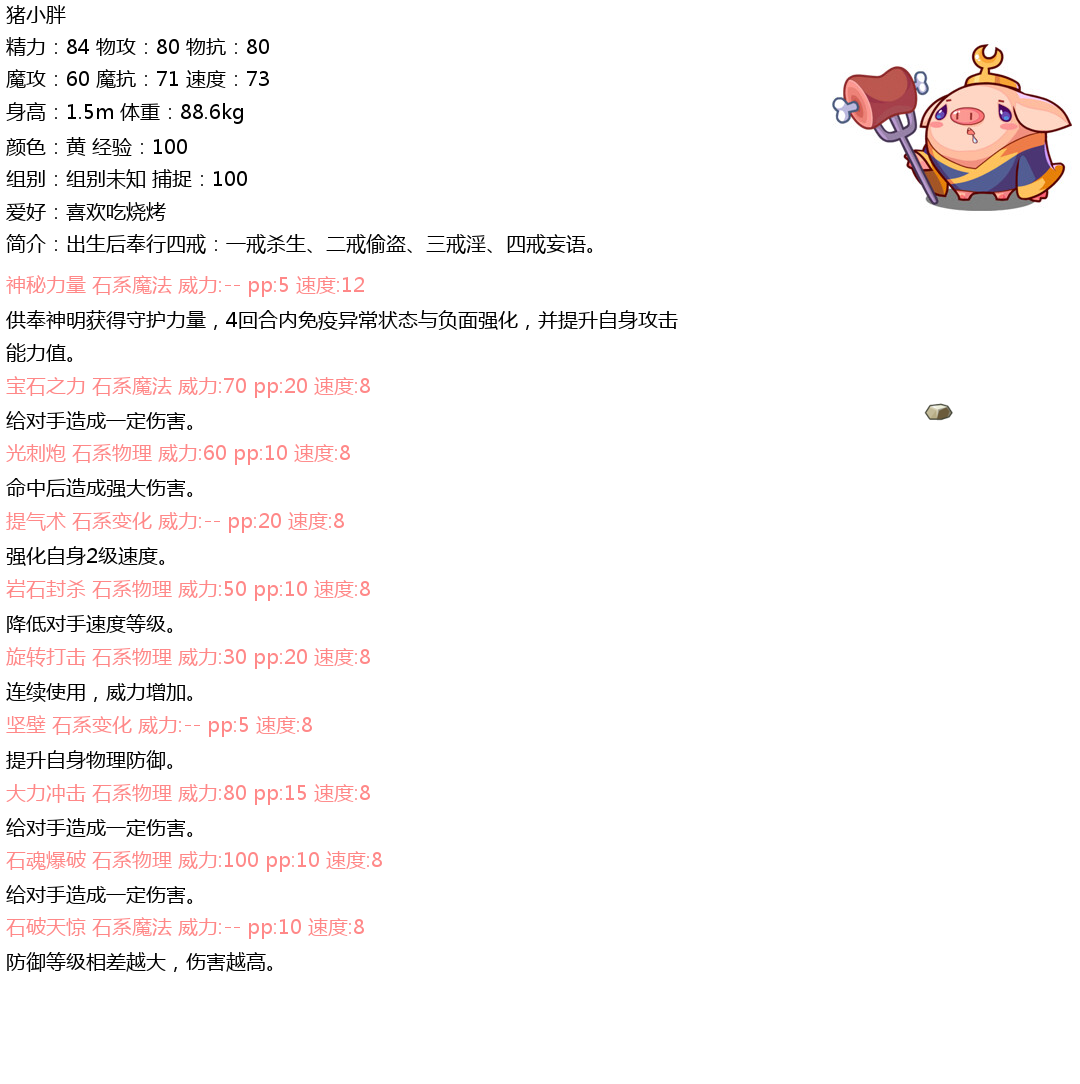 猪小胖
精力：84 物攻：80 物抗：80
魔攻：60 魔抗：71 速度：73
身高：1.5m 体重：88.6kg
颜色：黄 经验：100
组别：组别未知 捕捉：100
爱好：喜欢吃烧烤
简介：出生后奉行四戒：一戒杀生、二戒偷盗、三戒淫、四戒妄语。
神秘力量 石系魔法 威力:-- pp:5 速度:12
供奉神明获得守护力量，4回合内免疫异常状态与负面强化，并提升自身攻击
能力值。
宝石之力 石系魔法 威力:70 pp:20 速度:8
给对手造成一定伤害。
光刺炮 石系物理 威力:60 pp:10 速度:8
命中后造成强大伤害。
提气术 石系变化 威力:-- pp:20 速度:8
强化自身2级速度。
岩石封杀 石系物理 威力:50 pp:10 速度:8
降低对手速度等级。
旋转打击 石系物理 威力:30 pp:20 速度:8
连续使用，威力增加。
坚壁 石系变化 威力:-- pp:5 速度:8
提升自身物理防御。
大力冲击 石系物理 威力:80 pp:15 速度:8
给对手造成一定伤害。
石魂爆破 石系物理 威力:100 pp:10 速度:8
给对手造成一定伤害。
石破天惊 石系魔法 威力:-- pp:10 速度:8
防御等级相差越大，伤害越高。